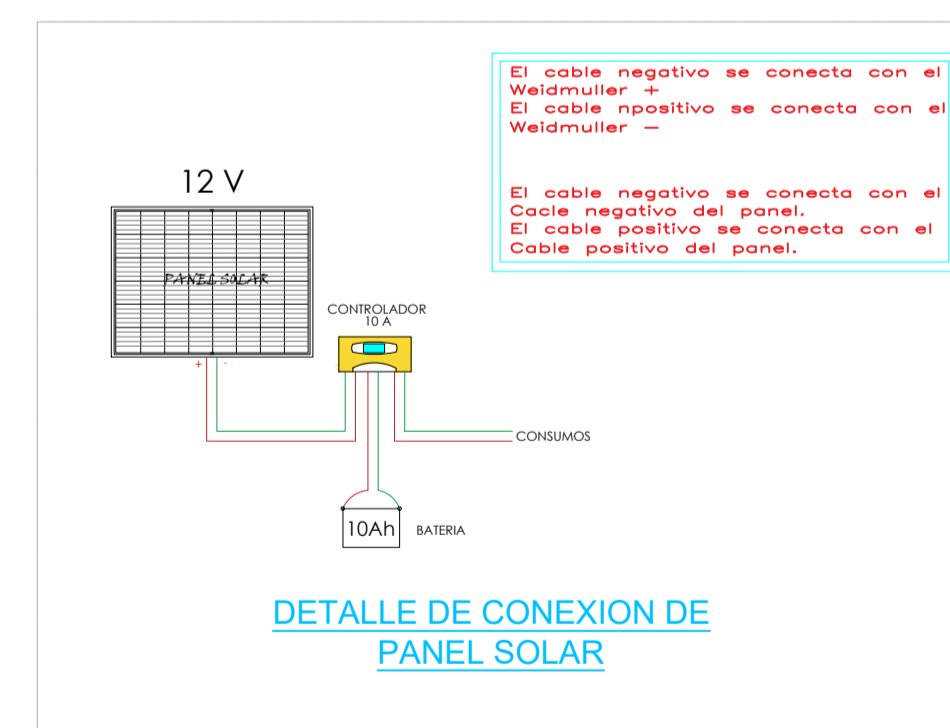 El cable negativo se conecta con el
Weidmuller +
El cable npositivo se conecta con el
Weidmuller −
El cable negativo se conecta con el
Cacle negativo del panel.
El cable positivo se conecta con el
Cable positivo del panel.
12 V
PANEL SOLAR
+ -
CONTROLADOR
10 A
CONSUMOS
10Ah
BATERIA
DETALLE DE CONEXION DE
PANEL SOLAR